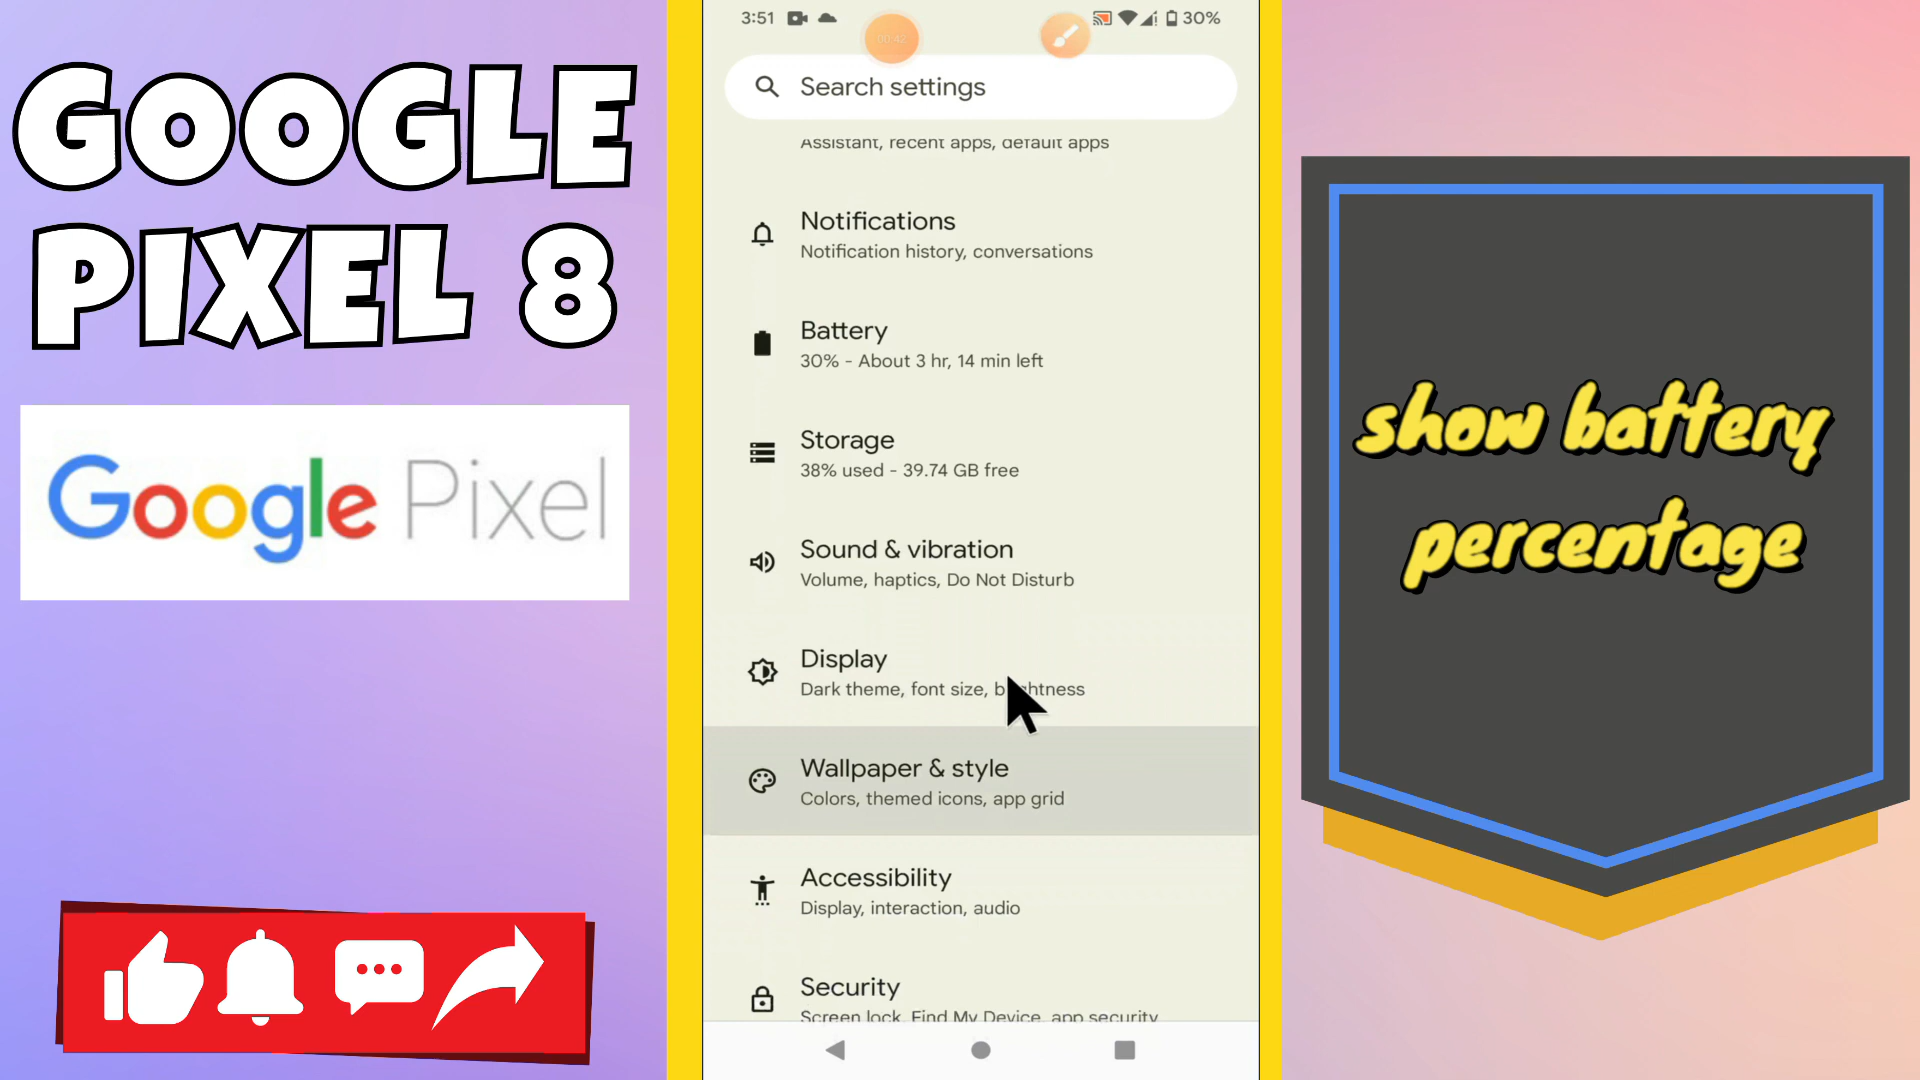 GOOGLE
PIXEL 8
Google Pixel
3:51
00:42
30%
Search settings
Assistant, recent apps, default apps
Notifications
Notification history, conversations
Battery
30% - About 3 hr, 14 min left
Storage
38% used - 39.74 GB free
Sound & vibration
Volume, haptics, Do Not Disturb
Display
Dark theme, font size, brightness
Wallpaper & style
Colors, themed icons, app grid
Accessibility
Display, interaction, audio
Security
Screen lock, Find My Device, app security
show battery
percentage